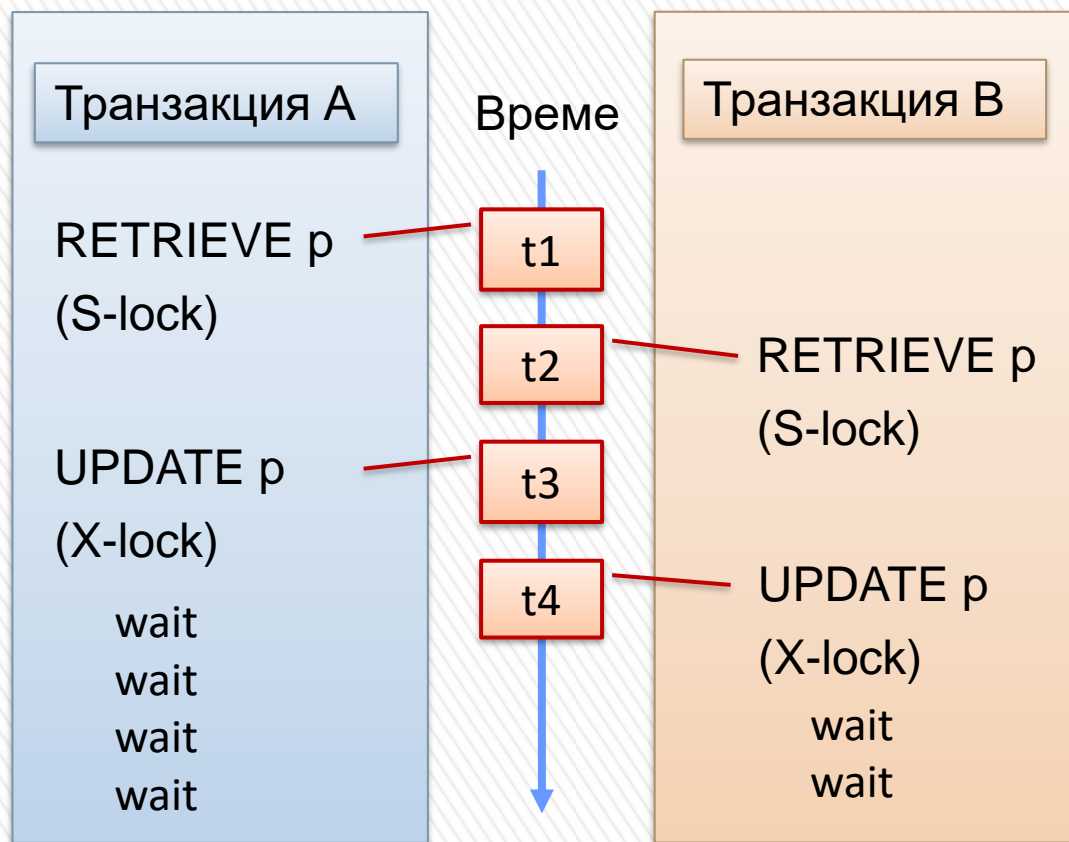 Транзакция А
Време
Транзакция В
RETRIEVE p
(S-lock)
t1
t2
RETRIEVE p
(S-lock)
UPDATE p
(X-lock)
t3
t4
UPDATE p
(X-lock)
wait
wait
wait
wait
wait
wait